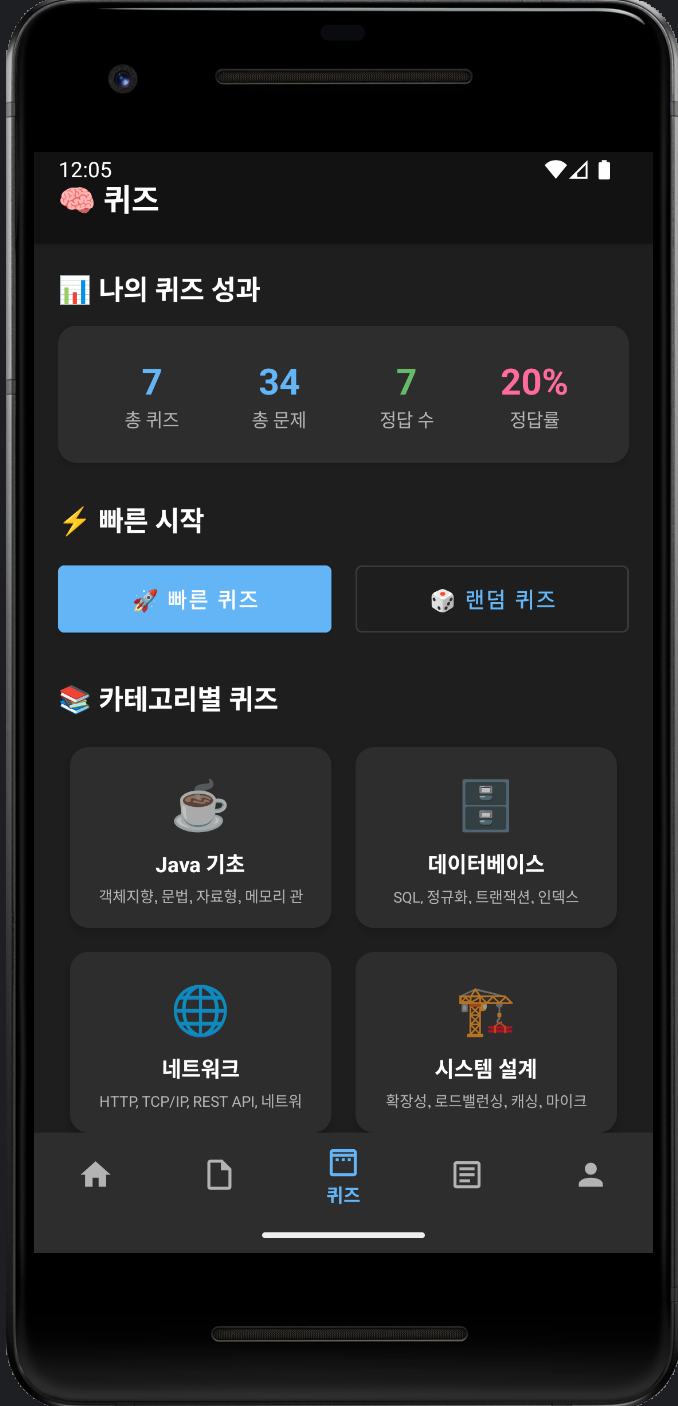 12:05
🧠 퀴즈
📊 나의 퀴즈 성과
7 34 7 20%
총 퀴즈 총 문제 정답 수 정답률
⚡ 빠른 시작
🚀 빠른 퀴즈 🎲 랜덤 퀴즈
📚 카테고리별 퀴즈
Java 기초 데이터베이스
객체지향, 문법, 자료형, 메모리 관 SQL, 정규화, 트랜잭션, 인덱스
네트워크 시스템 설계
HTTP, TCP/IP, REST API, 네트워 확장성, 로드밸런싱, 캐싱, 마이크
퀴즈